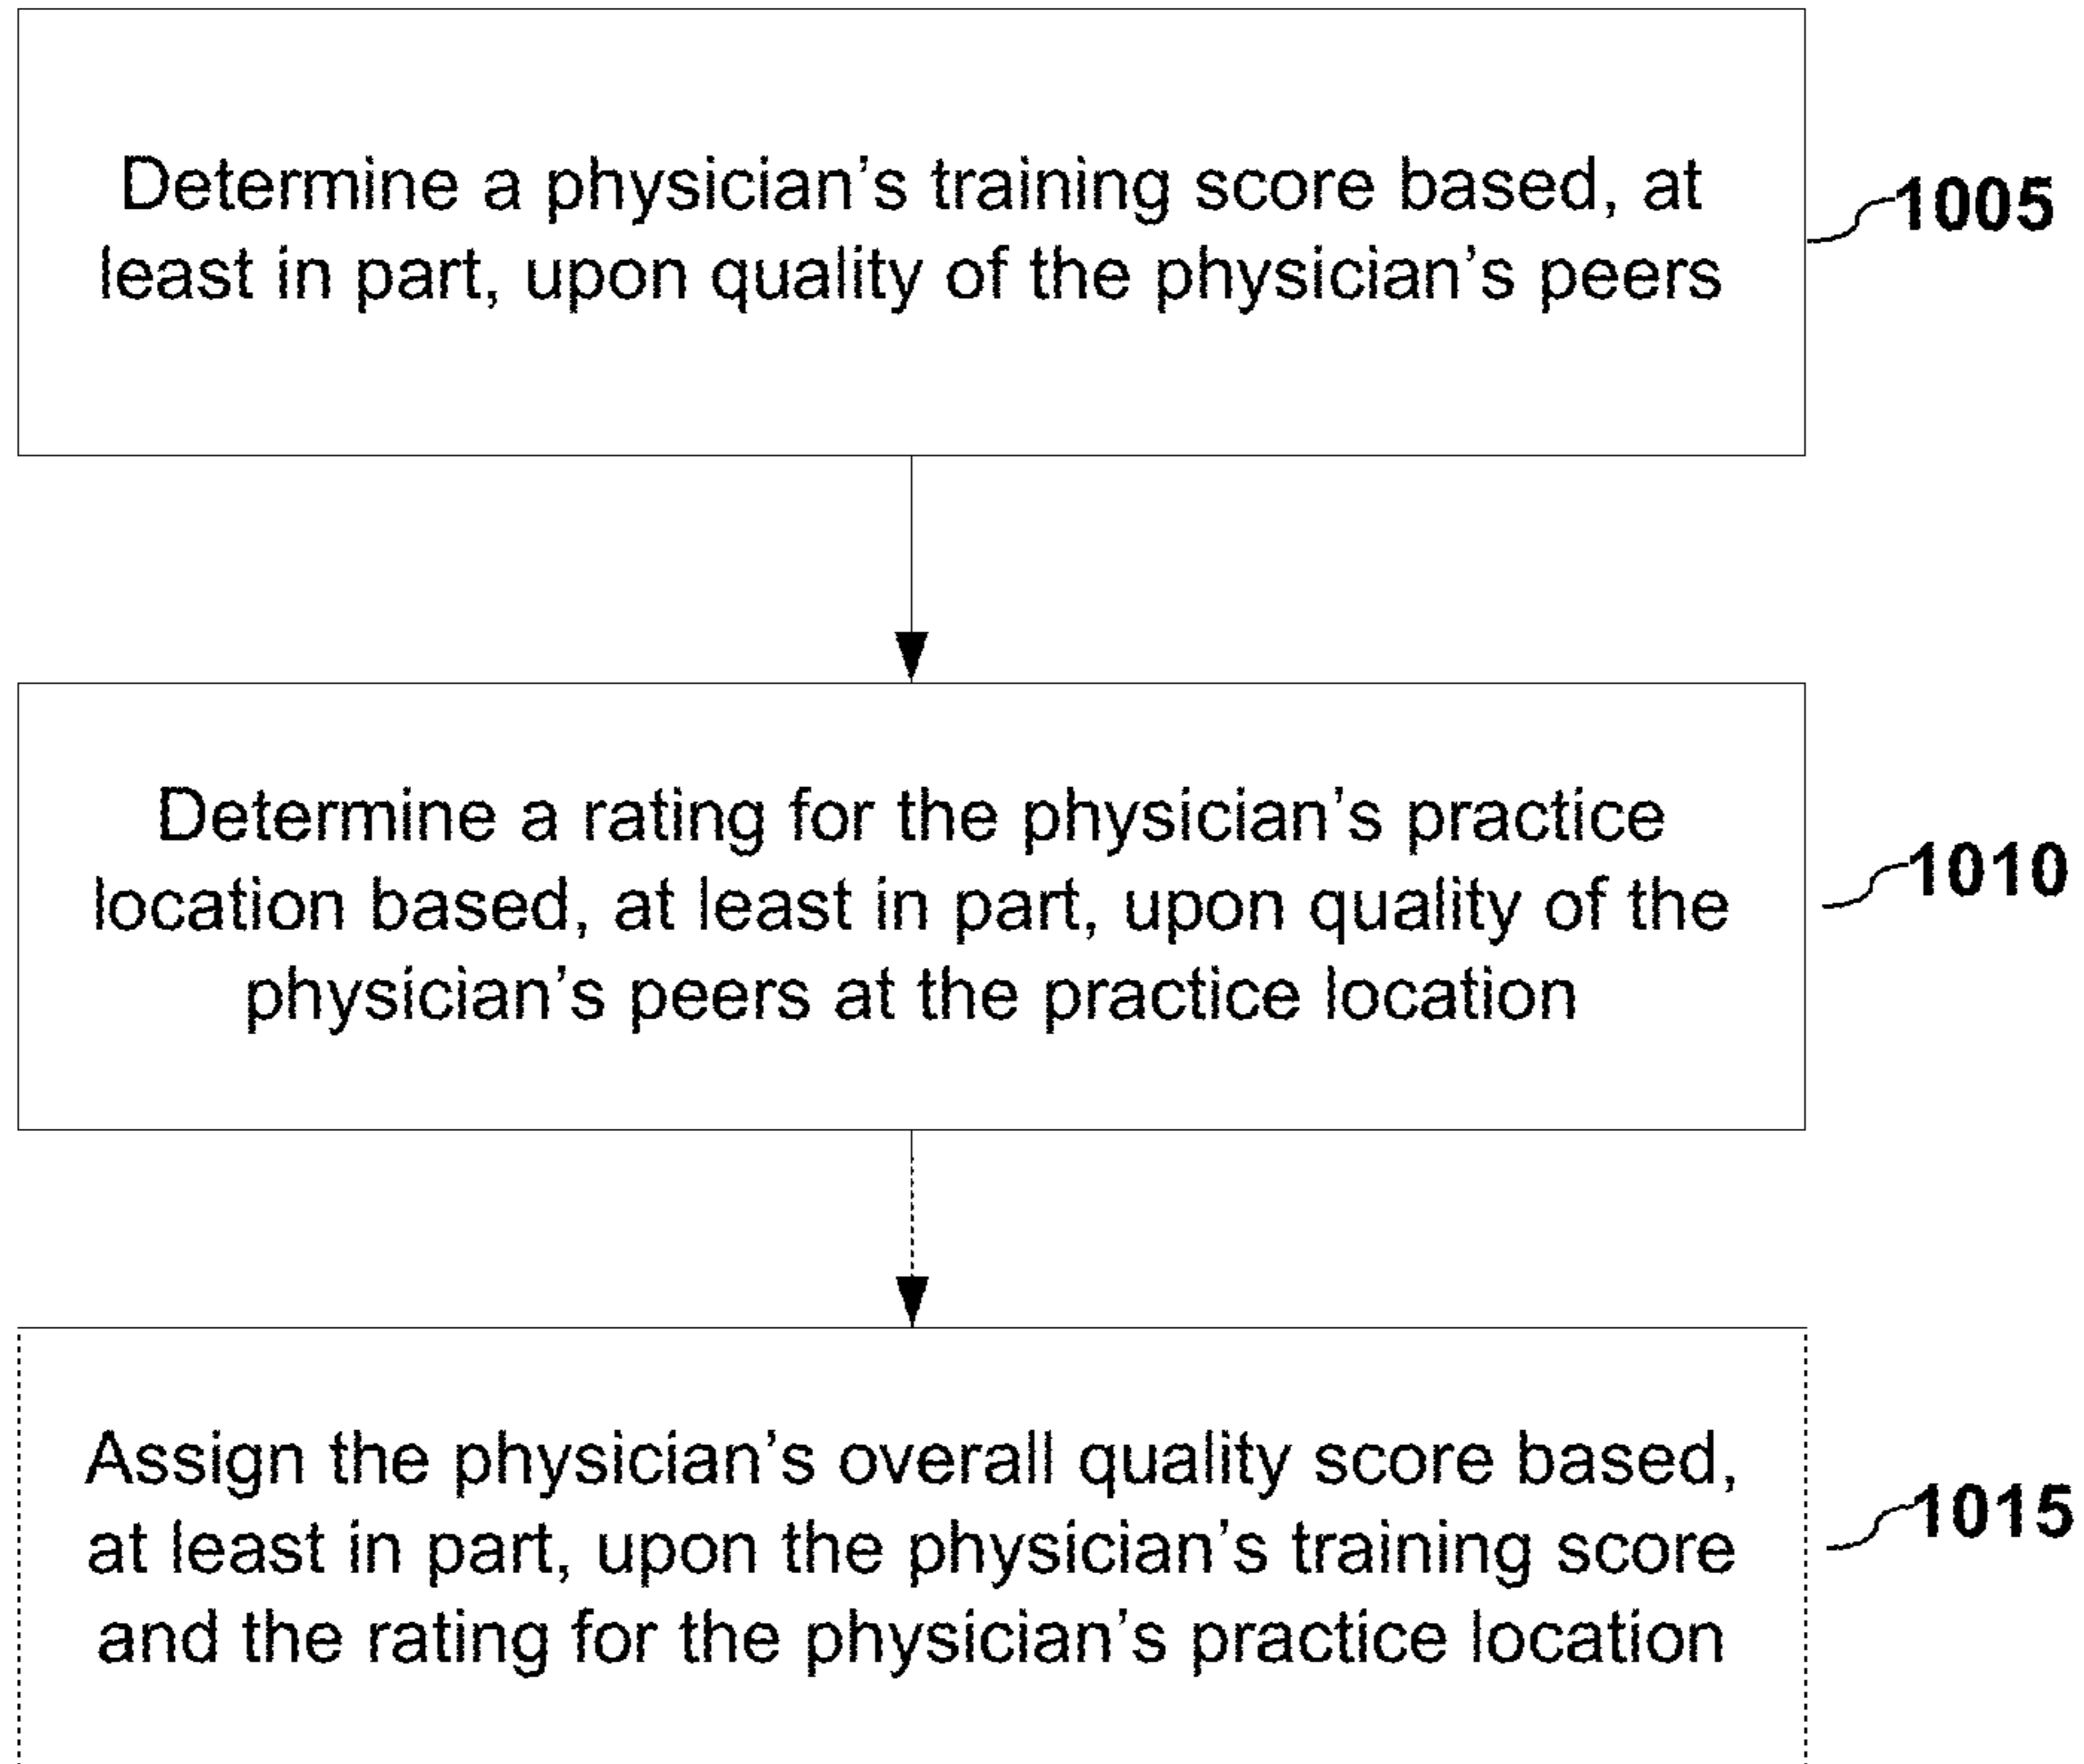 Determine a physician's training score based, at
least in part, upon quality of the physician's peers
1005
Determine a rating for the physician's practice
location based, at least in part, upon quality of the
physician's peers at the practice location
1010
Assign the physician's overall quality score based,
at least in part, upon the physician's training score
and the rating for the physician's practice location
1015